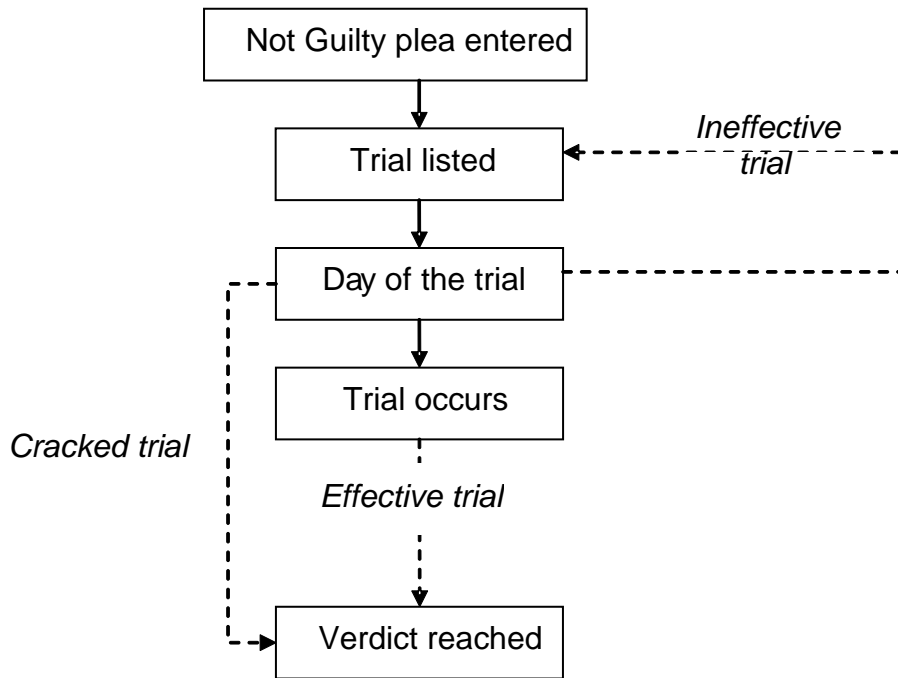 Not Guilty plea entered
Ineffective
trial
Trial listed
Day of the trial
Trial occurs
Cracked trial
Effective trial
Verdict reached